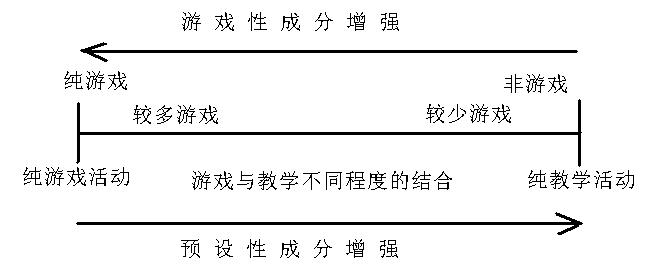 游戏性成分增强
纯游戏 非游戏
较多游戏 较少游戏
纯游戏活动 游戏与教学不同程度的结合 纯教学活动
预设性成分增强